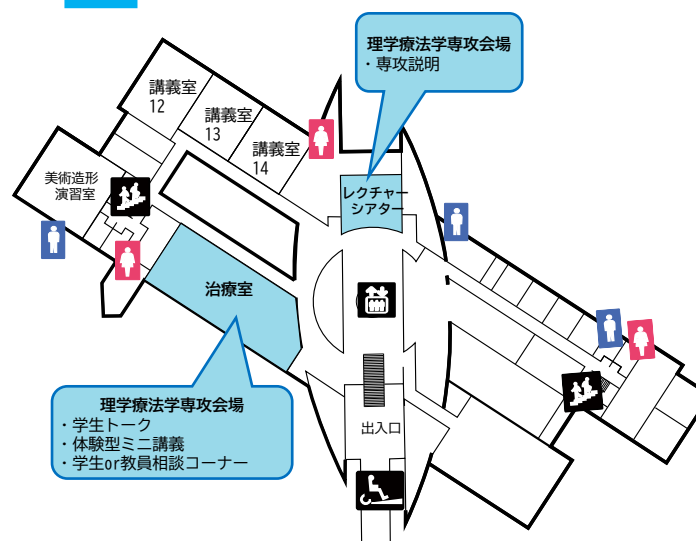 理学療法学専攻会場
・専攻説明
講義室
12
講義室
13
講義室
14
美術造形
演習室
レクチャー
シアター
治療室
理学療法学専攻会場
・学生トーク
・体験型ミニ講義
・学生or教員相談コーナー
出入口